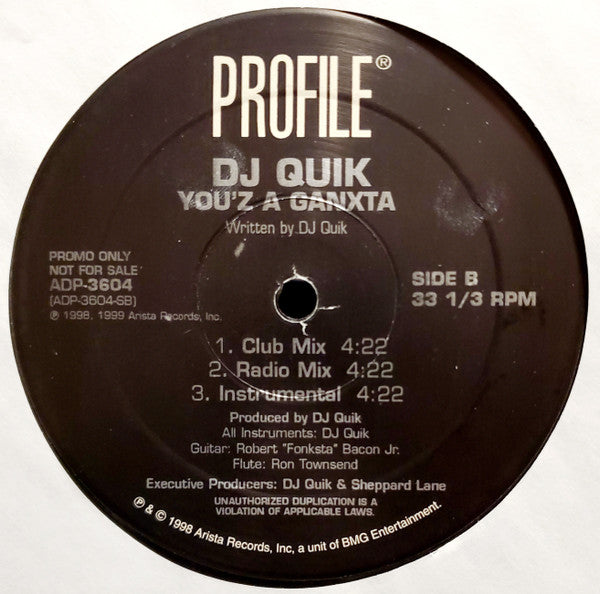 PROFILE®
DJ QUIK
YOU'Z A GANXTA
Written by DJ Quik
PROMO ONLY
NOT FOR SALE
ADP-3604
(ADP-3604-SB)
℗ 1998, 1999 Arista Records, Inc.
SIDE B
33 1/3 RPM
1. Club Mix 4:22
2. Radio Mix 4:22
3. Instrumental 4:22
Produced by DJ Quik
All Instruments: DJ Quik
Guitar: Robert "Fonksta" Bacon Jr.
Flute: Ron Townsend
Executive Producers: DJ Quik & Sheppard Lane
UNAUTHORIZED DUPLICATION IS A
VIOLATION OF APPLICABLE LAWS.
℗ & © 1998 Arista Records, Inc, a unit of BMG Entertainment.